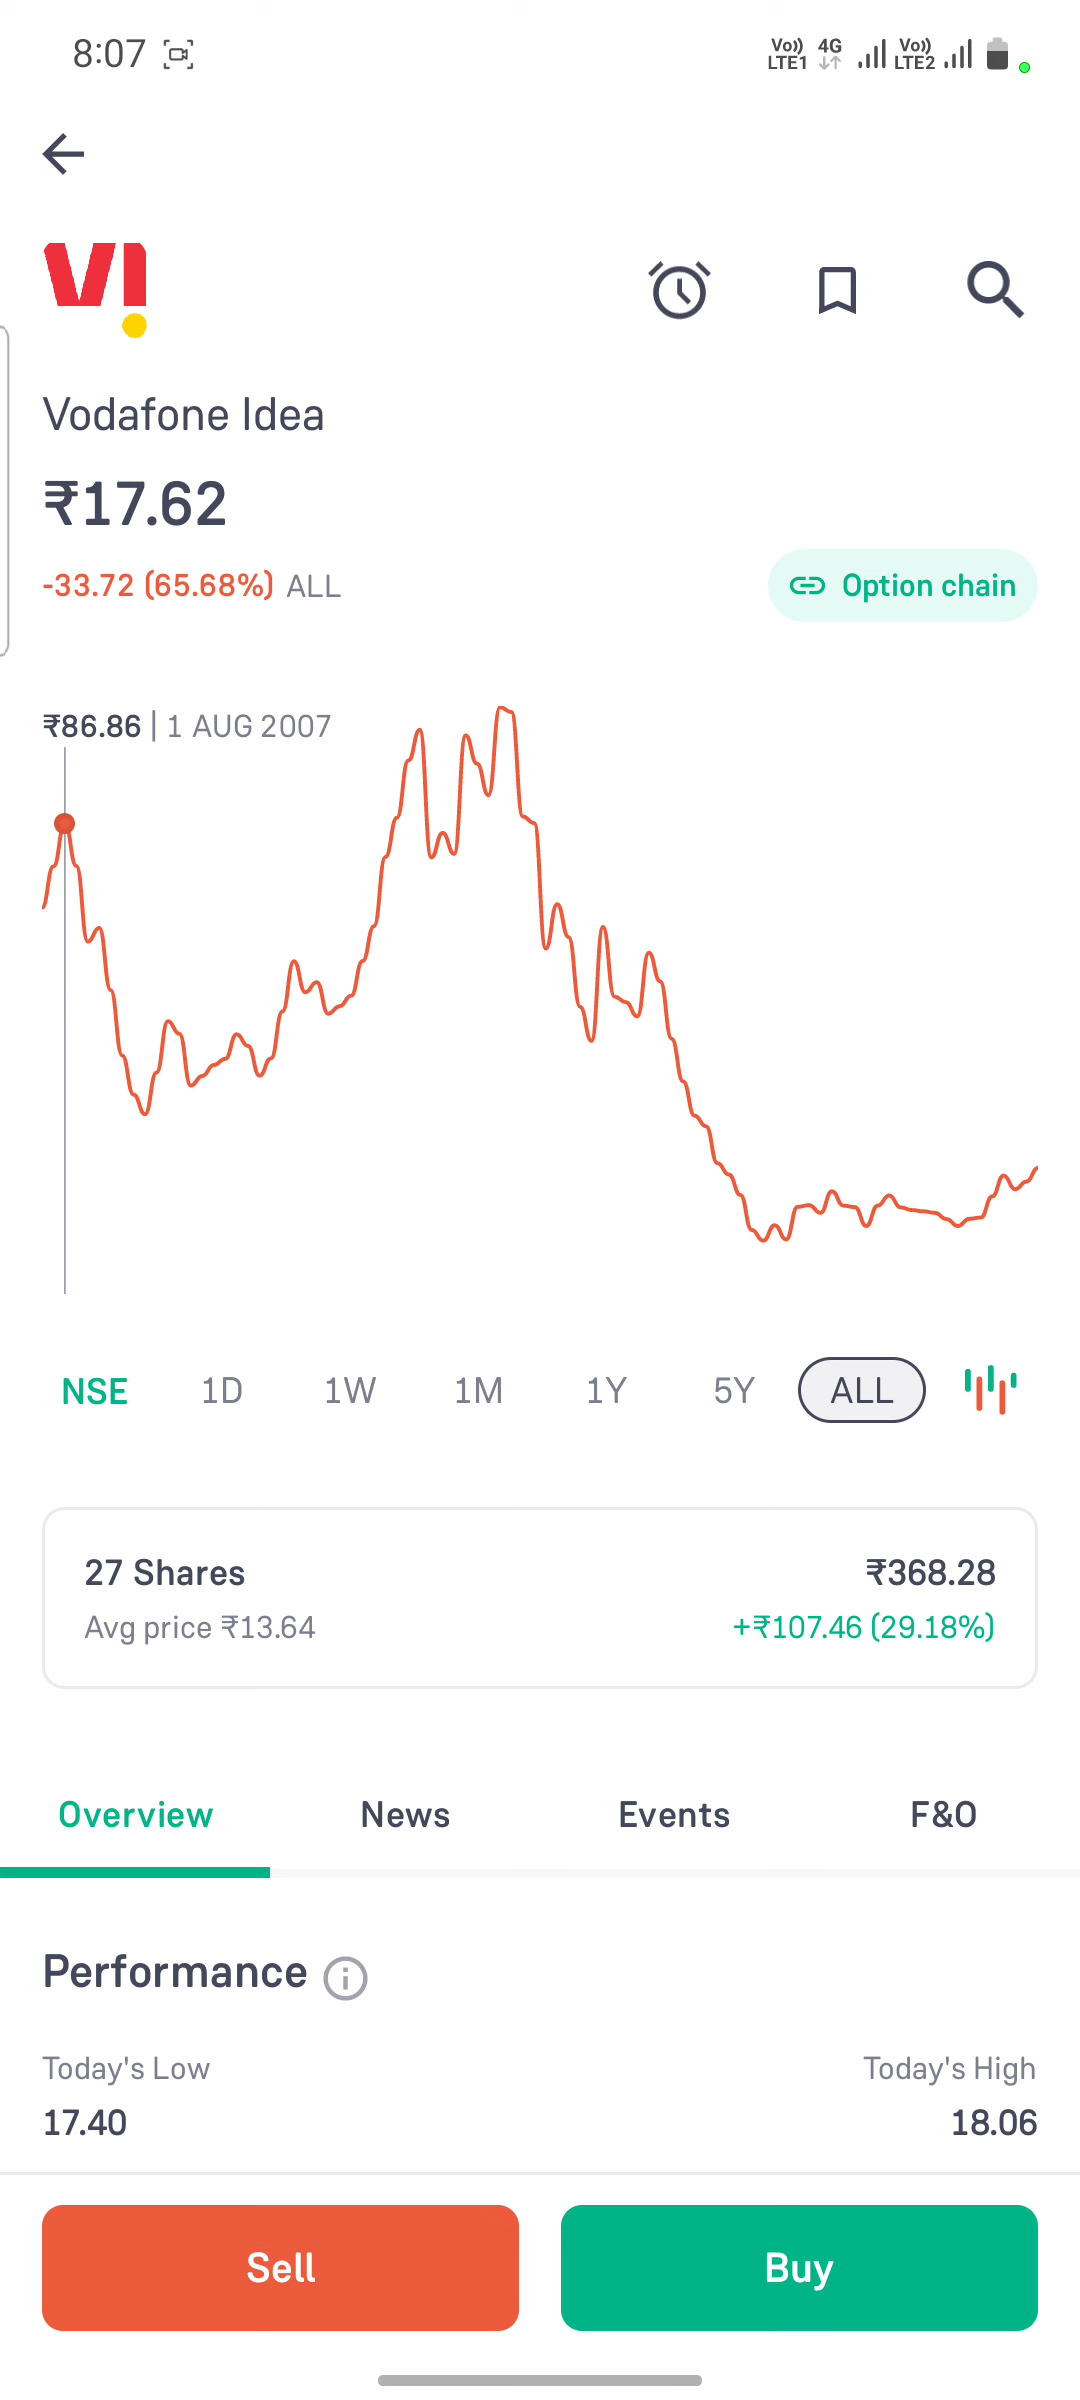 8:07
Vo)) LTE1 4G Vo)) LTE2
VI
Vodafone Idea
₹17.62
-33.72 (65.68%) ALL
Option chain
₹86.86 | 1 AUG 2007
NSE 1D 1W 1M 1Y 5Y ALL
27 Shares ₹368.28
Avg price ₹13.64 +₹107.46 (29.18%)
Overview News Events F&O
Performance
Today's Low Today's High
17.40 18.06
Sell Buy